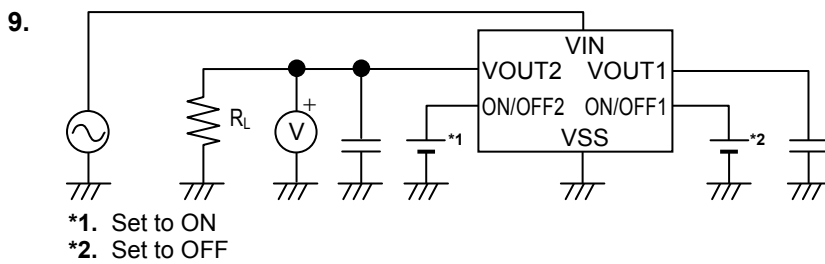 9.
VIN
VOUT2 VOUT1
ON/OFF2 ON/OFF1
VSS
RL
+
V
*1
*2
*1. Set to ON
*2. Set to OFF